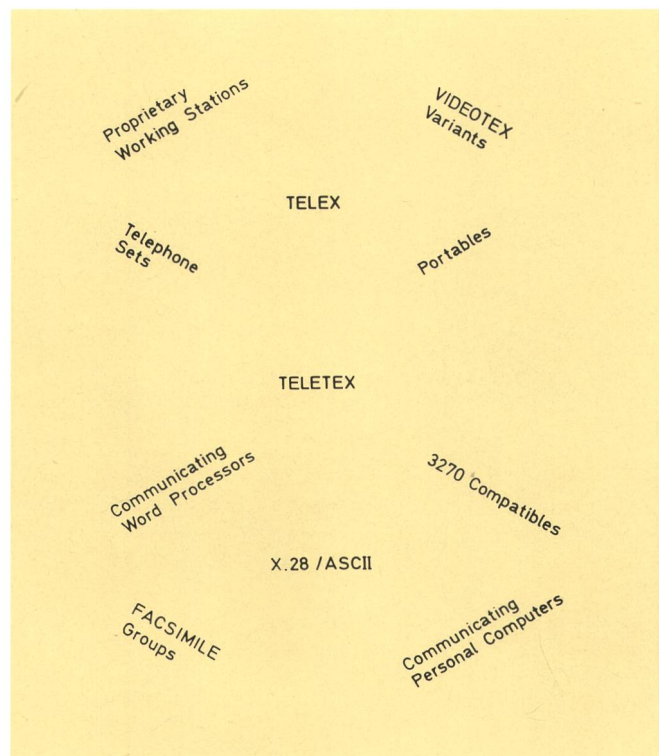 Proprietary
Working Stations
VIDEOTEX
Variants
TELEX
Telephone
Sets
Portables
TELETEX
Communicating
Word Processors
3270 Compatibles
X.28 / ASCII
FACSIMILE
Groups
Communicating
Personal Computers